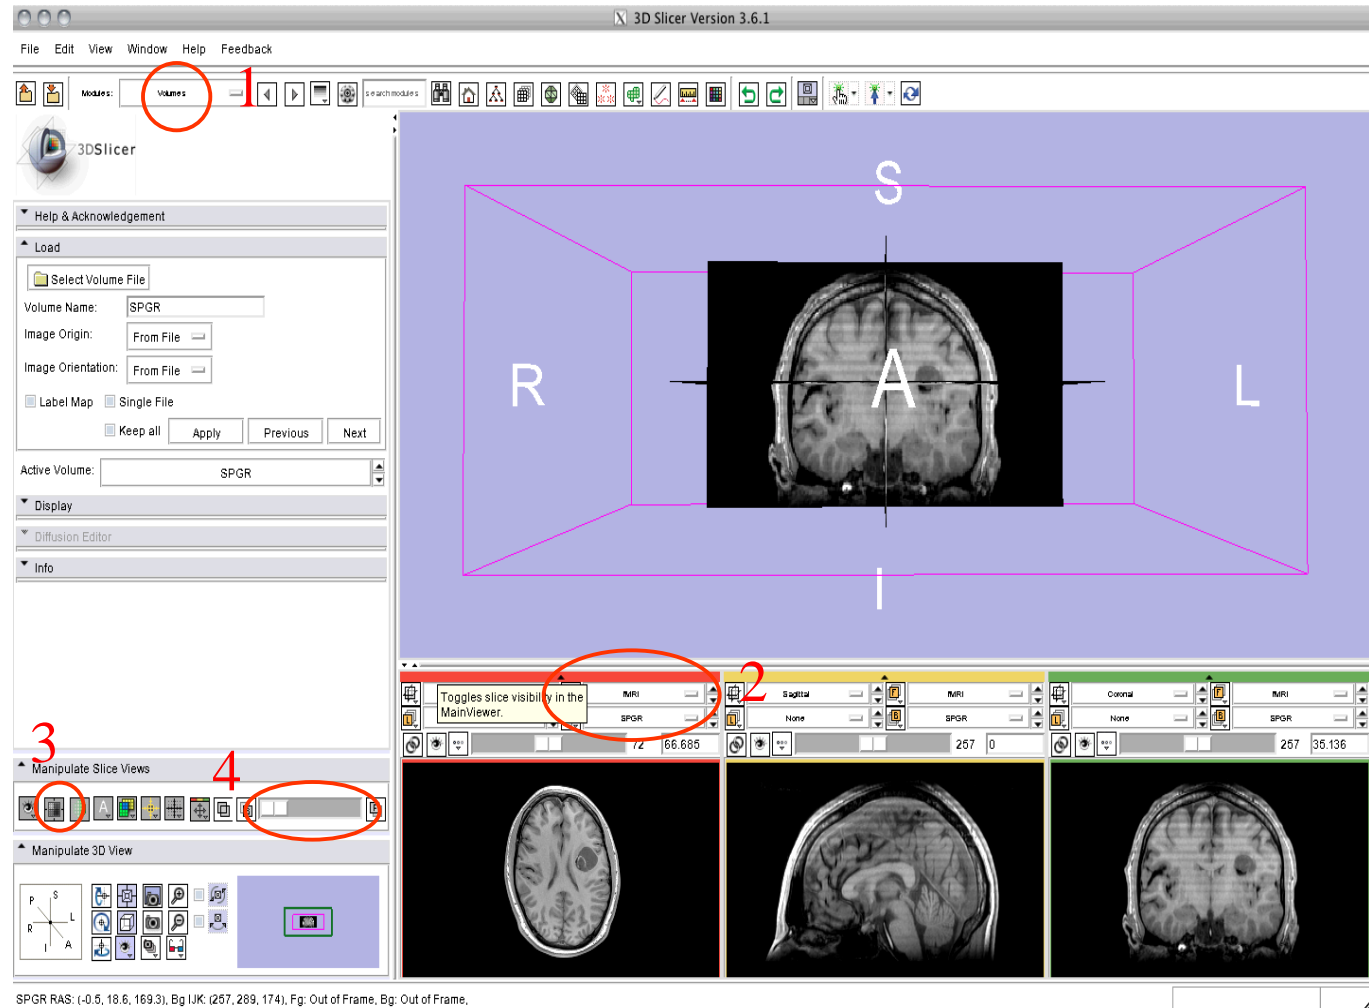 X 3D Slicer Version 3.6.1
File Edit View Window Help Feedback
1
Modules: Volumes search modules
3DSlicer
Help & Acknowledgement
Load
Select Volume File
Volume Name: SPGR
Image Origin: From File
Image Orientation: From File
Label Map Single File
Keep all Apply Previous Next
Active Volume: SPGR
Display
Diffusion Editor
Info
S
R A L
I
2
Toggles slice visibility in the
MainViewer.
fMRI
SPGR
72 66.685
Sagittal F fMRI
L None B SPGR
257 0
Coronal F fMRI
L None B SPGR
257 35.136
3
Manipulate Slice Views
4
A B F
Manipulate 3D View
P S
R L
I A
SPGR RAS: (-0.5, 18.6, 169.3), Bg IJK: (257, 289, 174), Fg: Out of Frame, Bg: Out of Frame,